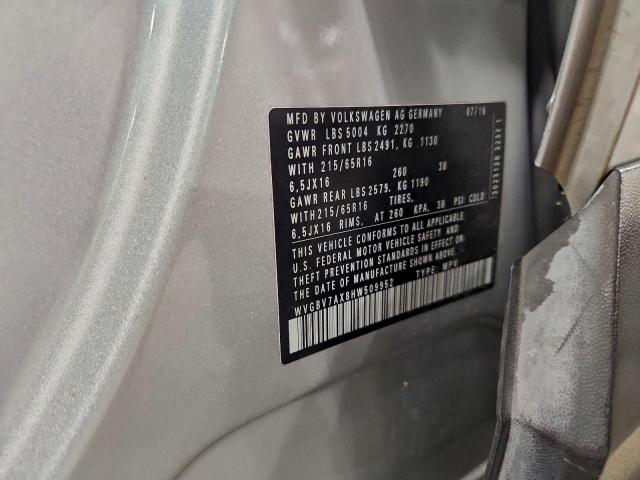 MFD BY VOLKSWAGEN AG GERMANY 07/16
GVWR LBS 5004 KG 2270
GAWR FRONT LBS 2491, KG 1130
WITH 215/65R16 260 38
6,5JX16
GAWR REAR LBS 2579, KG 1190
WITH 215/65R16 TIRES,
6,5JX16 RIMS, AT 260 KPA, 38 PSI COLD
THIS VEHICLE CONFORMS TO ALL APPLICABLE
U.S. FEDERAL MOTOR VEHICLE SAFETY AND
THEFT PREVENTION STANDARDS IN EFFECT ON
THE DATE OF MANUFACTURE SHOWN ABOVE.
WVGBV7AX8HW509952 TYPE: MPV
3023120 3237 1